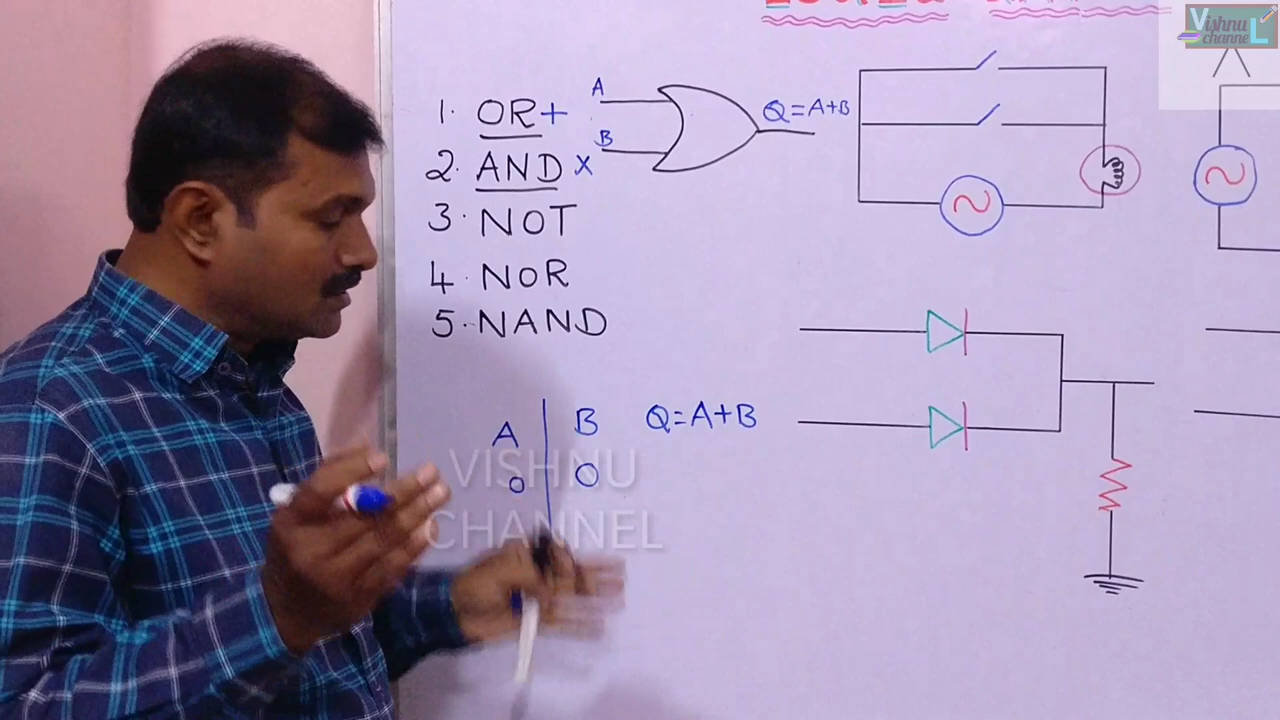 1. OR +
A
B
Q=A+B
2. AND x
3. NOT
4. NOR
5. NAND
A B Q=A+B
0 0
VISHNU
CHANNEL
Vishnu
channeL